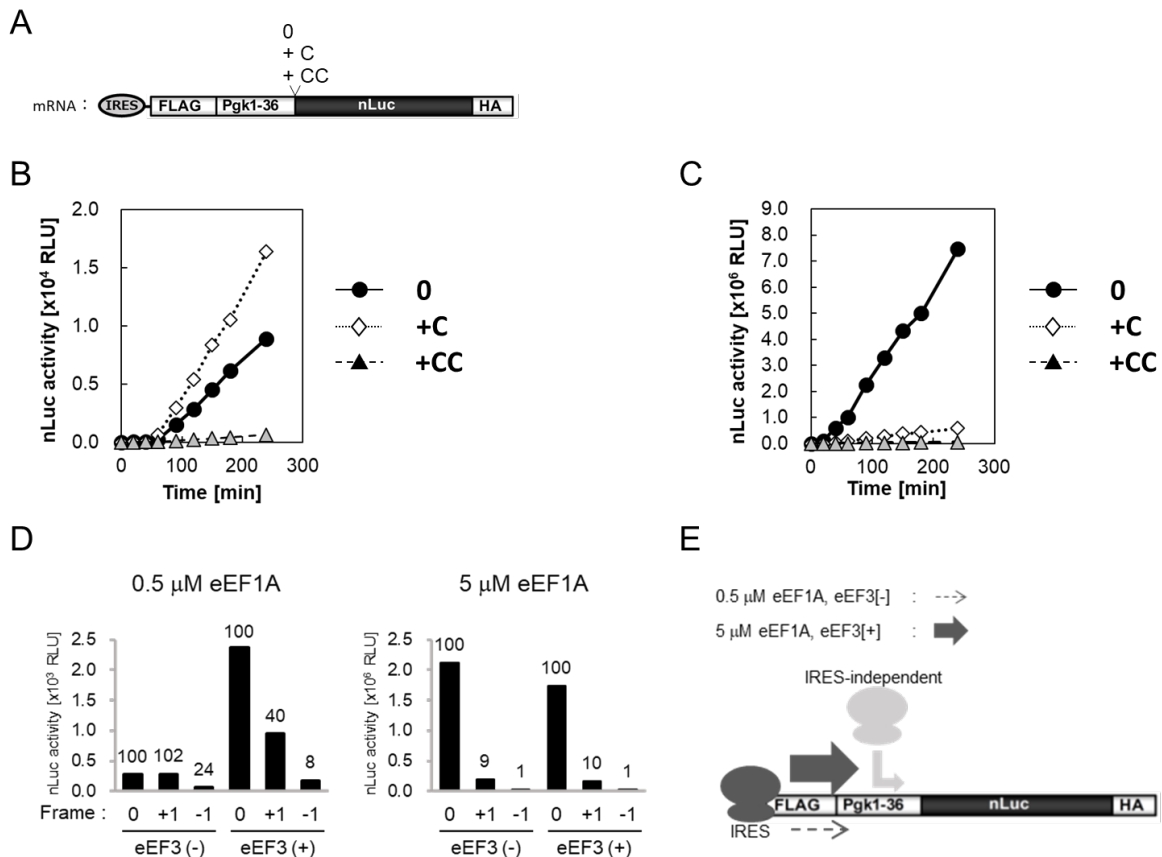 A
0
+ C
+ CC
mRNA : IRES FLAG Pgk1-36 nLuc HA
B
nLuc activity [x10⁴ RLU]
2.0
1.5
1.0
0.5
0.0
0 100 200 300
Time [min]
0
+C
+CC
C
nLuc activity [x10⁶ RLU]
9.0
8.0
7.0
6.0
5.0
4.0
3.0
2.0
1.0
0.0
0 100 200 300
Time [min]
0
+C
+CC
D
0.5 μM eEF1A
nLuc activity [x10³ RLU]
2.5
2.0
1.5
1.0
0.5
0.0
100 102 24 100 40 8
Frame : 0 +1 -1 0 +1 -1
eEF3 (-) eEF3 (+)
5 μM eEF1A
nLuc activity [x10⁶ RLU]
2.5
2.0
1.5
1.0
0.5
0.0
100 9 1 100 10 1
0 +1 -1 0 +1 -1
eEF3 (-) eEF3 (+)
E
0.5 μM eEF1A, eEF3[-] :
5 μM eEF1A, eEF3[+] :
IRES-independent
FLAG Pgk1-36 nLuc HA
IRES